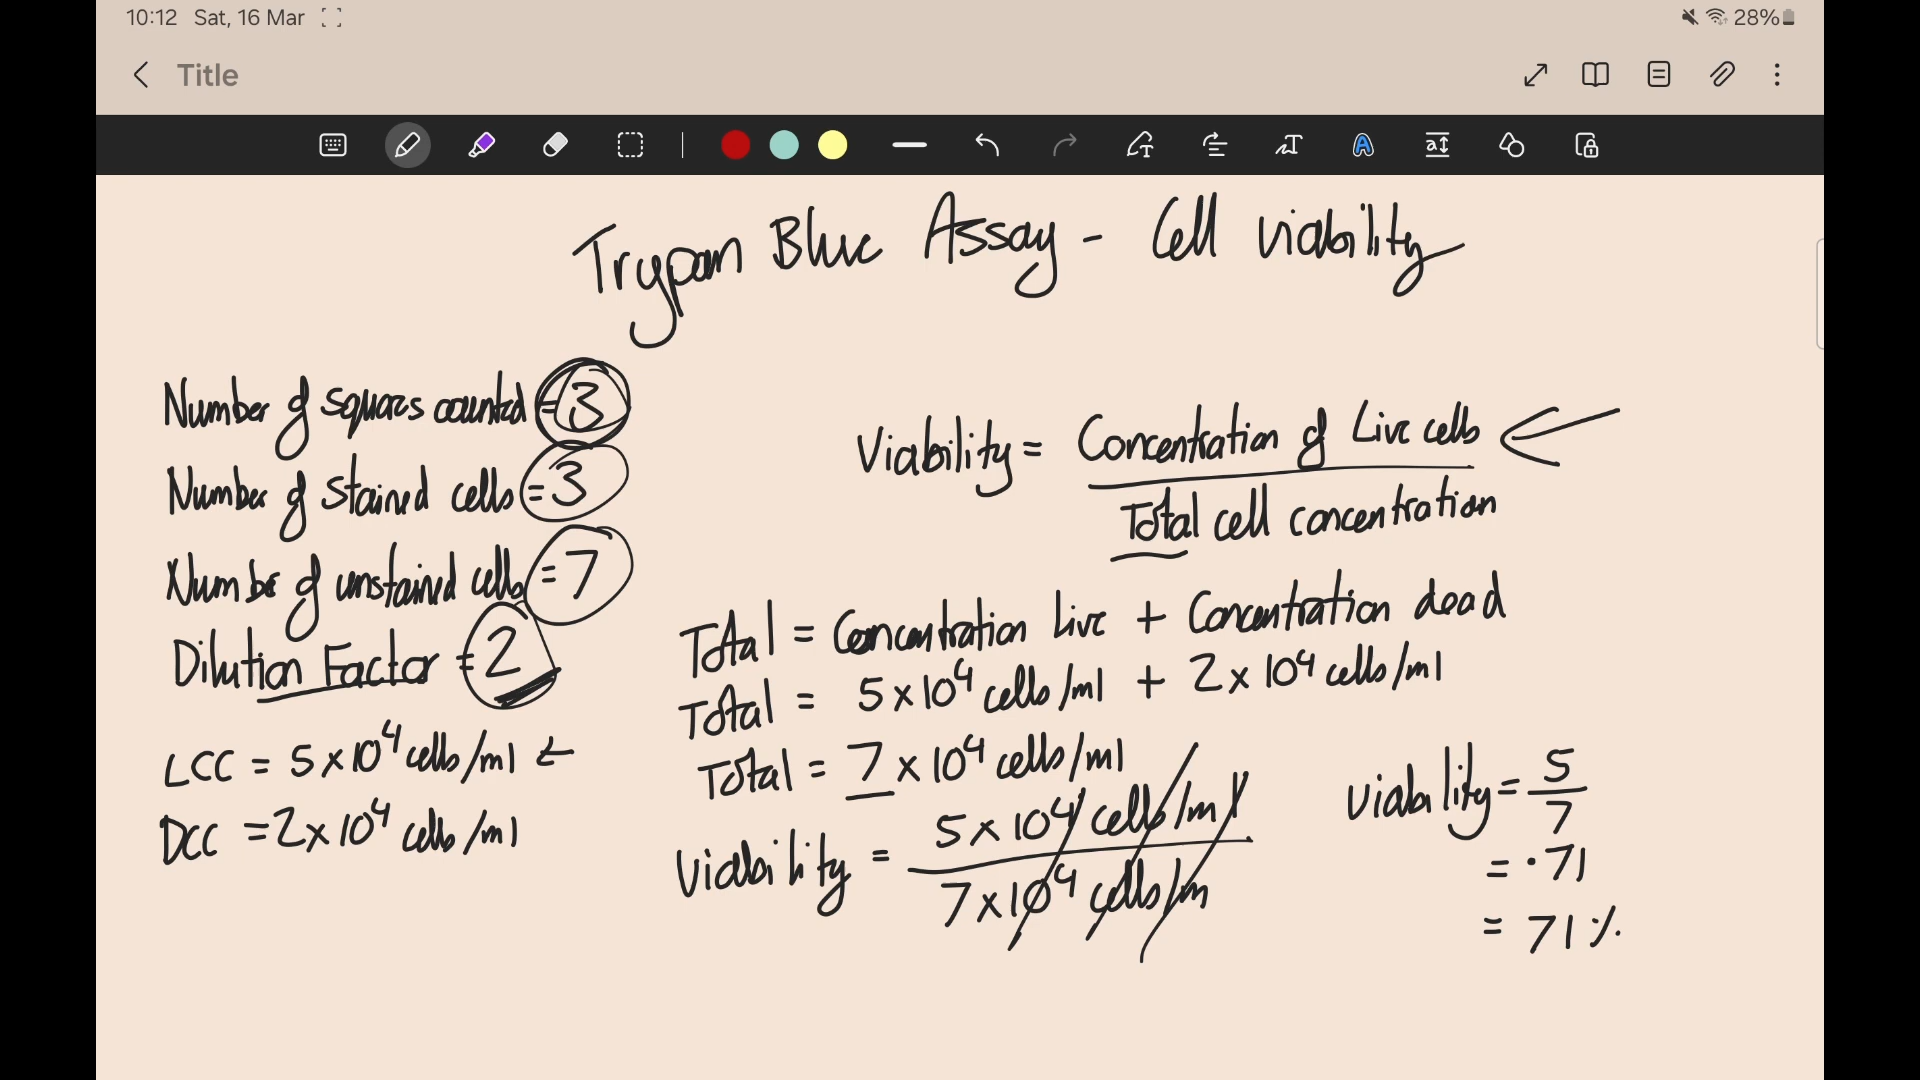 10:12 Sat, 16 Mar
28%
Title
Trypan Blue Assay - Cell Viability
Number of squares counted = 3
Number of stained cells = 3
Number of unstained cells = 7
Dilution Factor = 2
LCC = 5 x 10⁴ cells/ml ←
DCC = 2 x 10⁴ cells/ml
Viability = Concentration of Live cells
Total cell concentration
Total = Concentration Live + Concentration dead
Total = 5 x 10⁴ cells/ml + 2 x 10⁴ cells/ml
Total = 7 x 10⁴ cells/ml
Viability = 5 x 10⁴ cells/ml
7 x 10⁴ cells/m
Viability = 5
7
= .71
= 71%